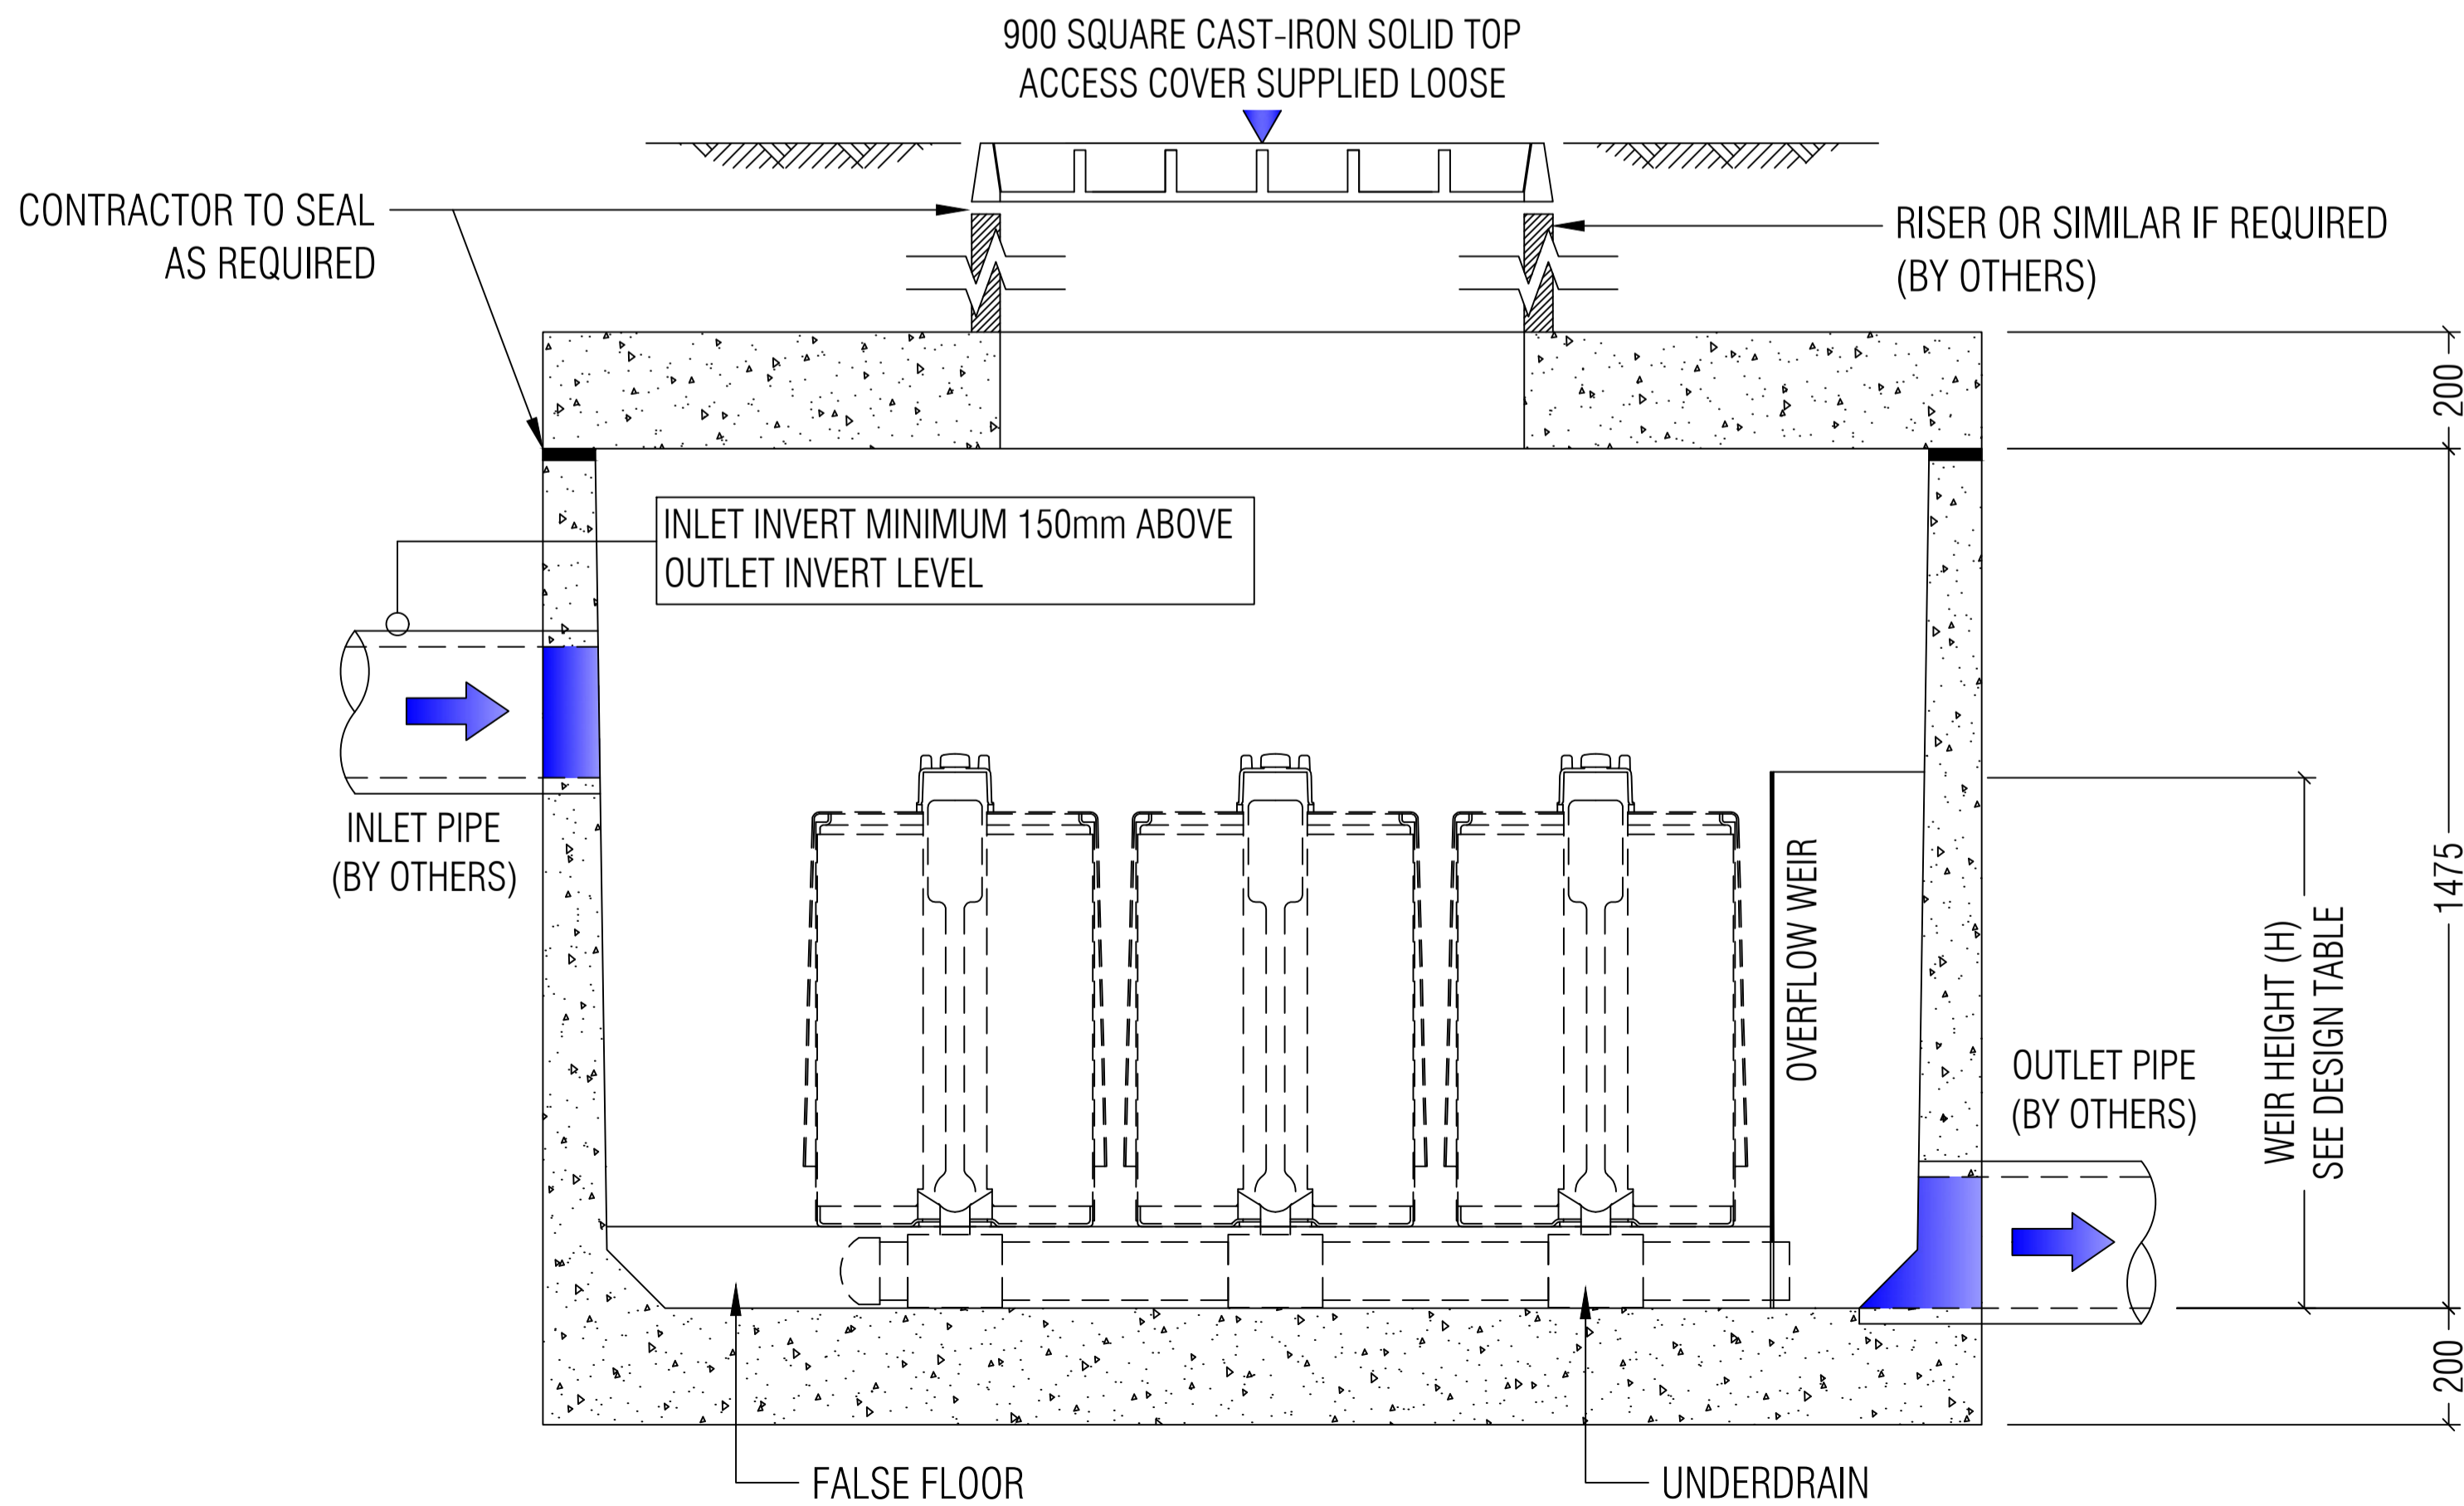 900 SQUARE CAST-IRON SOLID TOP
ACCESS COVER SUPPLIED LOOSE
CONTRACTOR TO SEAL
AS REQUIRED
RISER OR SIMILAR IF REQUIRED
(BY OTHERS)
200
INLET INVERT MINIMUM 150mm ABOVE
OUTLET INVERT LEVEL
INLET PIPE
(BY OTHERS)
OVERFLOW WEIR
1475
WEIR HEIGHT (H)
SEE DESIGN TABLE
OUTLET PIPE
(BY OTHERS)
200
FALSE FLOOR
UNDERDRAIN